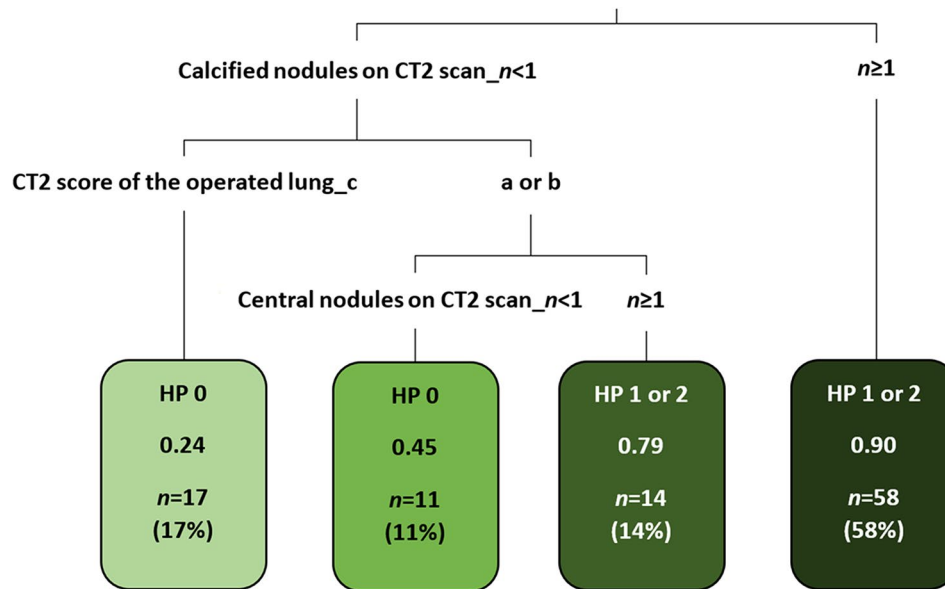 Calcified nodules on CT2 scan_n<1
n≥1
CT2 score of the operated lung_c
a or b
Central nodules on CT2 scan_n<1
n≥1
HP 0
0.24
n=17
(17%)
HP 0
0.45
n=11
(11%)
HP 1 or 2
0.79
n=14
(14%)
HP 1 or 2
0.90
n=58
(58%)